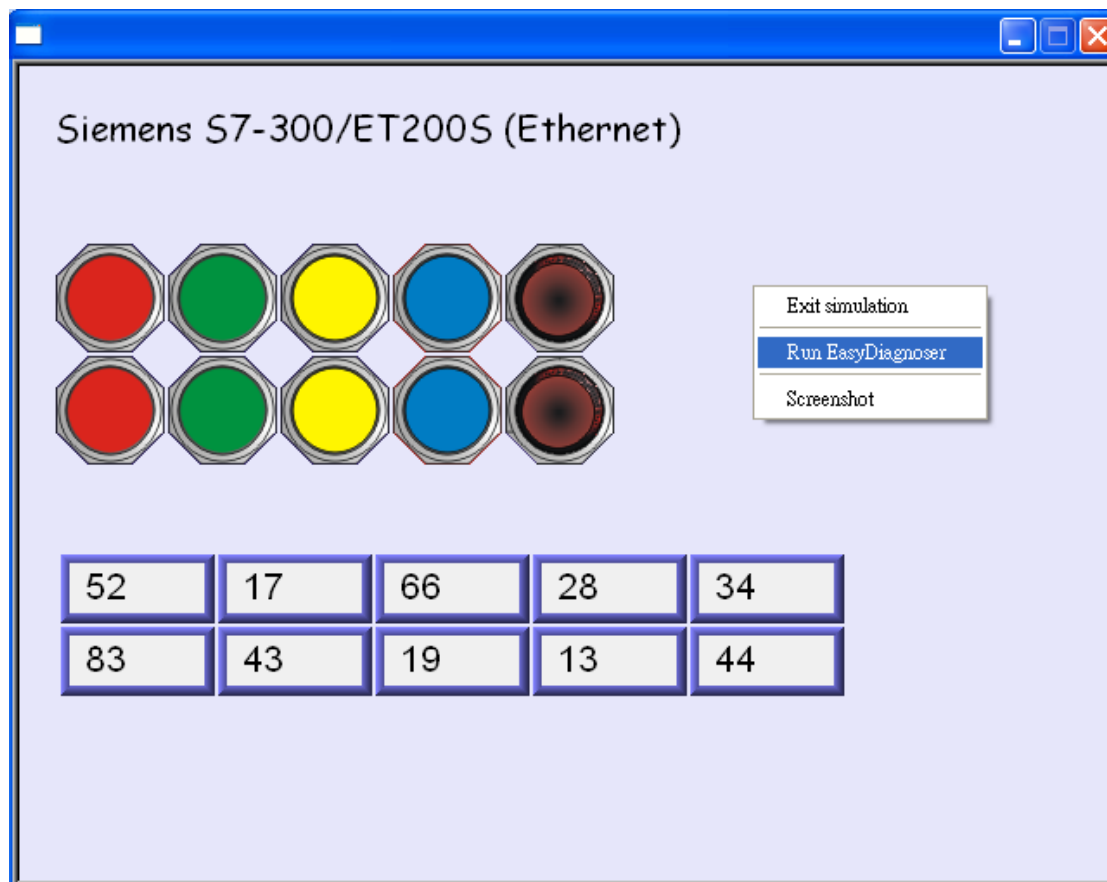 Siemens S7-300/ET200S (Ethernet)
Exit simulation
Run EasyDiagnoser
Screenshot
52 17 66 28 34
83 43 19 13 44